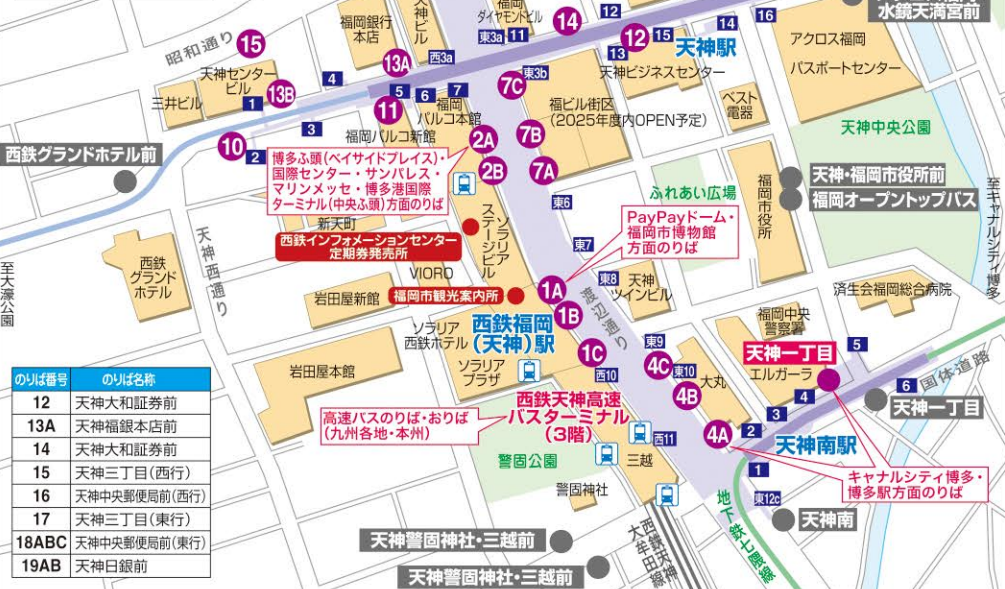 水鏡天満宮前
昭和通り
福岡銀行
本店
天神ビル
福岡
ダイヤモンドビル
東3a
11
14
12
15
14
16
13
12
天神駅
アクロス福岡
パスポートセンター
15
天神センター
ビル
三井ビル
13B
1
4
13A
西3a
5
6
7
11
福岡
パルコ本館
福岡パルコ新館
3
10
2
東3b
7C
天神ビジネスセンター
福ビル街区
(2025年度内OPEN予定)
ベスト
電器
天神中央公園
7B
7A
2A
2B
西鉄グランドホテル前
博多ふ頭(ベイサイドプレイス)・
国際センター・サンパレス・
マリンメッセ・博多港国際
ターミナル(中央ふ頭)方面のりば
東6
ふれあい広場
福岡市役所
天神・福岡市役所前
福岡オープントップバス
至キャナルシティ博多
新天町
西鉄インフォメーションセンター
定期券発売所
ソラリア
ステージビル
PayPayドーム・
福岡市博物館
方面のりば
東7
東8
天神
ツインビル
至大濠公園
西鉄
グランド
ホテル
天神西通り
VIORO
岩田屋新館
福岡市観光案内所
1A
1B
渡辺通り
済生会福岡総合病院
福岡中央
警察署
西鉄福岡
(天神)駅
ソラリア
西鉄ホテル
ソラリア
プラザ
岩田屋本館
1C
西10
東9
4C
東10
4B
大丸
天神一丁目
エルガーラ
5
6
国体道路
天神一丁目
4
3
2
4A
天神南駅
1
西鉄天神高速
バスターミナル
(3階)
高速バスのりば・おりば
(九州各地・本州)
西11
三越
警固公園
警固神社
キャナルシティ博多・
博多駅方面のりば
東12c
天神南
地下鉄七隈線
西鉄天神
大牟田線
天神警固神社・三越前
天神警固神社・三越前
のりば番号 のりば名称
12 天神大和証券前
13A 天神福銀本店前
14 天神大和証券前
15 天神三丁目(西行)
16 天神中央郵便局前(西行)
17 天神三丁目(東行)
18ABC 天神中央郵便局前(東行)
19AB 天神日銀前